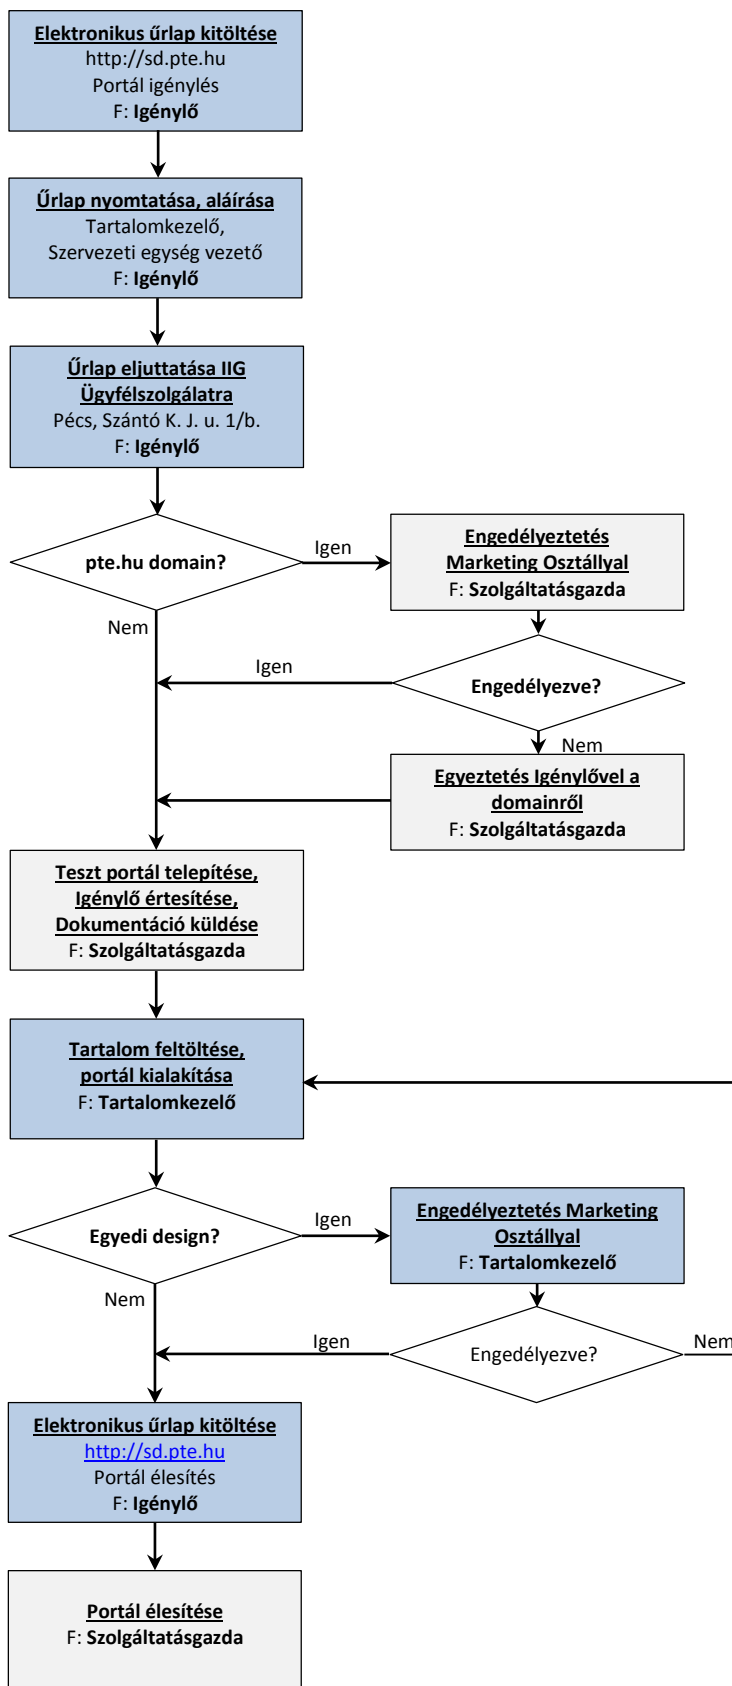 Elektronikus űrlap kitöltése
http://sd.pte.hu
Portál igénylés
F: Igénylő
Űrlap nyomtatása, aláírása
Tartalomkezelő,
Szervezeti egység vezető
F: Igénylő
Űrlap eljuttatása IIG
Ügyfélszolgálatra
Pécs, Szántó K. J. u. 1/b.
F: Igénylő
pte.hu domain?
Igen
Engedélyeztetés
Marketing Osztállyal
F: Szolgáltatásgazda
Nem
Igen
Engedélyezve?
Nem
Egyeztetés Igénylővel a
domainről
F: Szolgáltatásgazda
Teszt portál telepítése,
Igénylő értesítése,
Dokumentáció küldése
F: Szolgáltatásgazda
Tartalom feltöltése,
portál kialakítása
F: Tartalomkezelő
Egyedi design?
Igen
Engedélyeztetés Marketing
Osztállyal
F: Tartalomkezelő
Nem
Igen
Engedélyezve?
Nem
Elektronikus űrlap kitöltése
http://sd.pte.hu
Portál élesítés
F: Igénylő
Portál élesítése
F: Szolgáltatásgazda